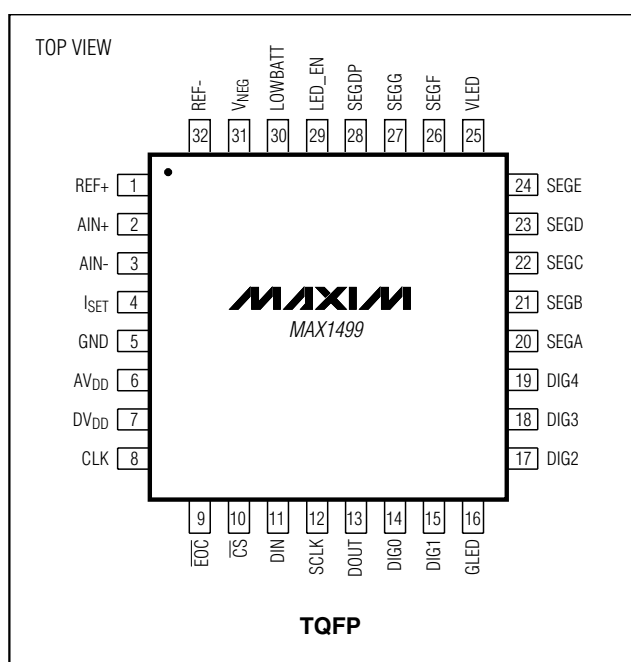 TOP VIEW
REF-
VNEG
LOWBATT
LED_EN
SEGDP
SEGG
SEGF
VLED
32
31
30
29
28
27
26
25
REF+ 1
AIN+ 2
AIN- 3
ISET 4
GND 5
AVDD 6
DVDD 7
CLK 8
24 SEGE
23 SEGD
22 SEGC
21 SEGB
20 SEGA
19 DIG4
18 DIG3
17 DIG2
MAXIM
MAX1499
9
10
11
12
13
14
15
16
EOC
CS
DIN
SCLK
DOUT
DIG0
DIG1
GLED
TQFP